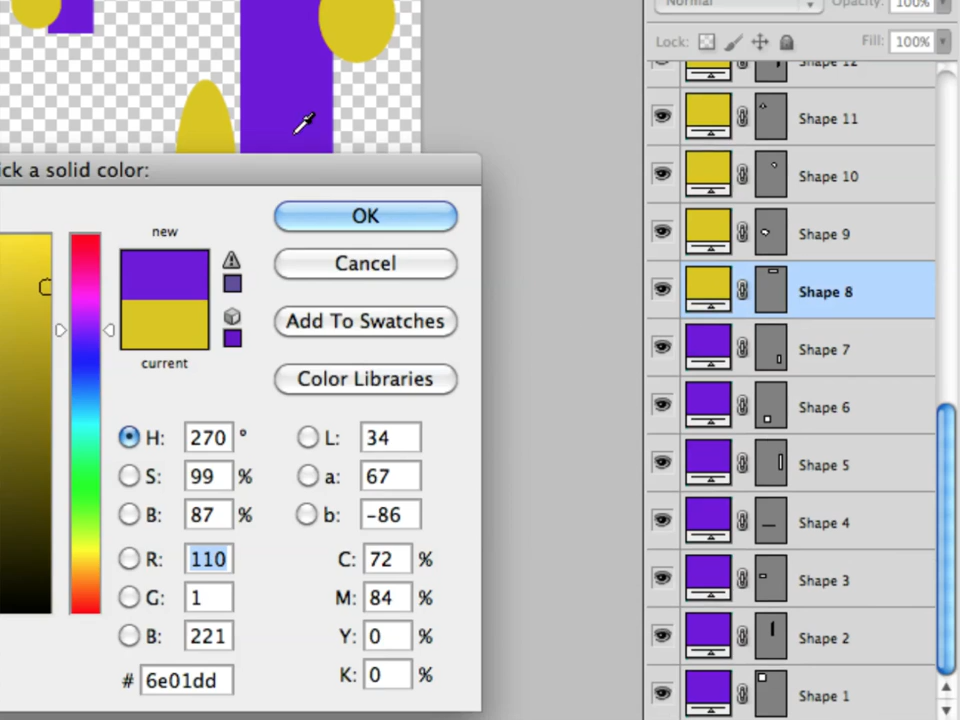 Normal
Opacity: 100%
Lock:
Fill: 100%
Shape 12
Shape 11
Shape 10
Shape 9
Shape 8
Shape 7
Shape 6
Shape 5
Shape 4
Shape 3
Shape 2
Shape 1
ick a solid color:
new
current
OK
Cancel
Add To Swatches
Color Libraries
H: 270 °
S: 99 %
B: 87 %
R: 110
G: 1
B: 221
# 6e01dd
L: 34
a: 67
b: -86
C: 72 %
M: 84 %
Y: 0 %
K: 0 %